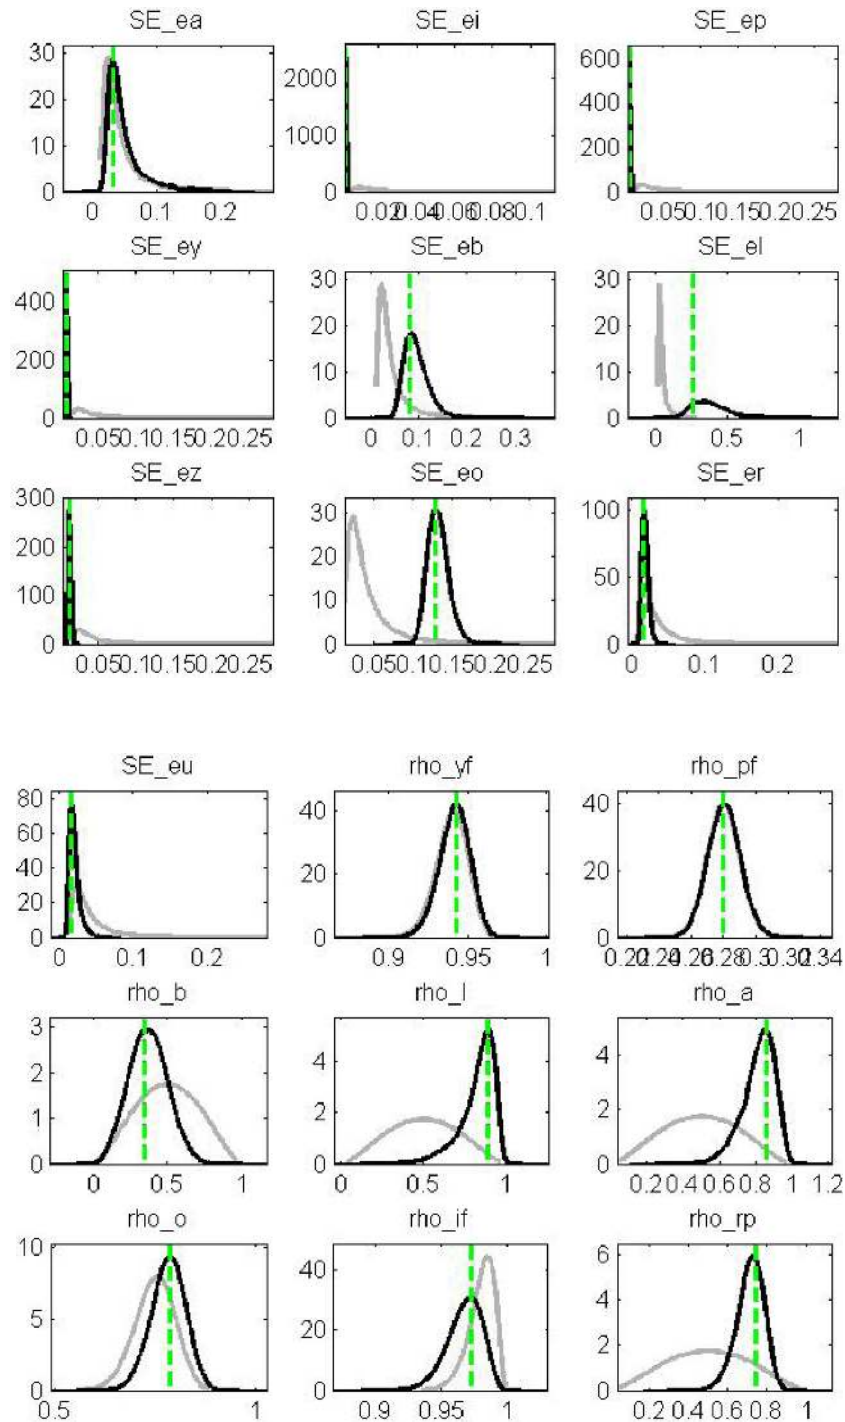 SE_ea SE_ei SE_ep
30 20 10 0
0 0.1 0.2
2000 1000 0
0.02 0.04 0.06 0.08 0.1
600 400 200 0
0.05 0.1 0.15 0.2 0.25
SE_ey SE_eb SE_el
400 200 0
0.05 0.1 0.15 0.2 0.25
30 20 10 0
0 0.1 0.2 0.3
30 20 10 0
0 0.5 1
SE_ez SE_eo SE_er
300 200 100 0
0.05 0.1 0.15 0.2 0.25
30 20 10 0
0.05 0.1 0.15 0.2 0.25
100 50 0
0 0.1 0.2
SE_eu rho_yf rho_pf
80 60 40 20 0
0 0.1 0.2
40 20 0
0.9 0.95 1
40 20 0
0.22 0.24 0.26 0.28 0.3 0.32 0.34
rho_b rho_l rho_a
3 2 1 0
0 0.5 1
4 2 0
0 0.5 1
4 2 0
0.2 0.4 0.6 0.8 1 1.2
rho_o rho_if rho_rp
10 5 0
0.5 1
40 20 0
0.9 0.95 1
6 4 2 0
0.2 0.4 0.6 0.8 1